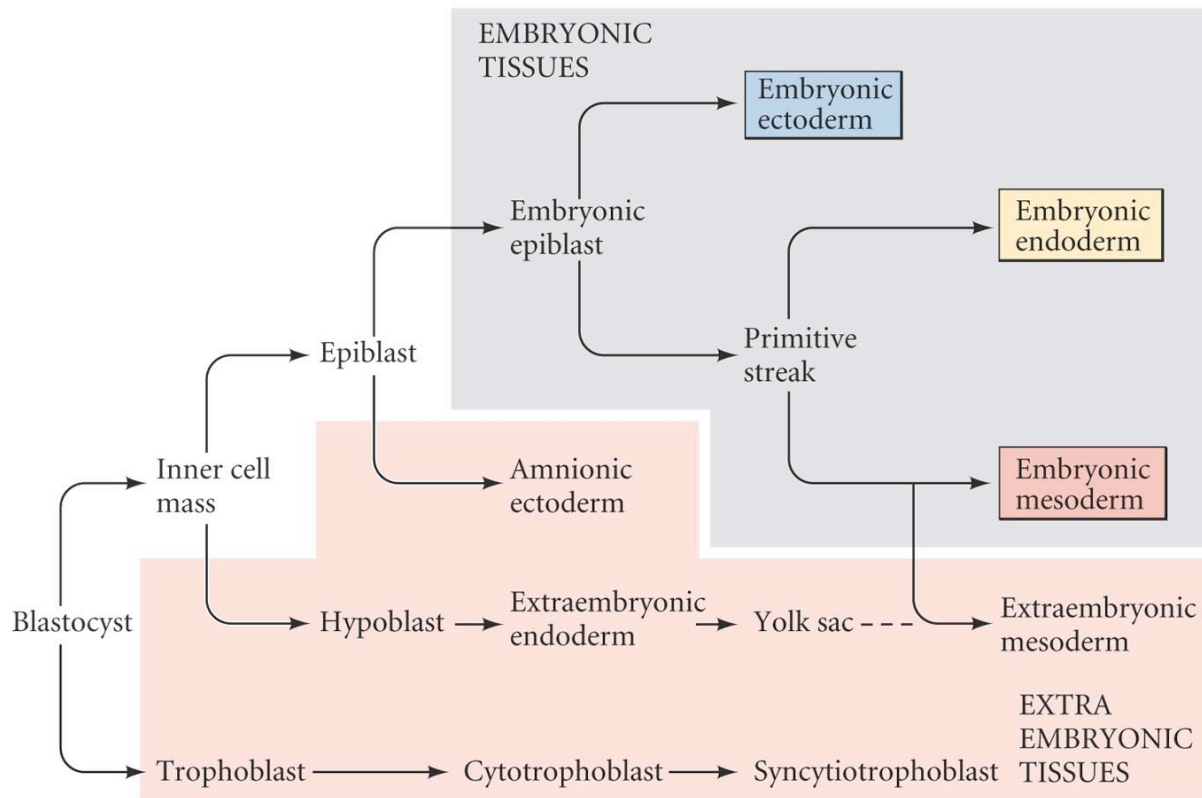 EMBRYONIC
TISSUES
Embryonic
ectoderm
Embryonic
epiblast
Embryonic
endoderm
Epiblast
Primitive
streak
Inner cell
mass
Amnionic
ectoderm
Embryonic
mesoderm
Blastocyst
Hypoblast
Extraembryonic
endoderm
Yolk sac
Extraembryonic
mesoderm
Trophoblast
Cytotrophoblast
Syncytiotrophoblast
EXTRA
EMBRYONIC
TISSUES